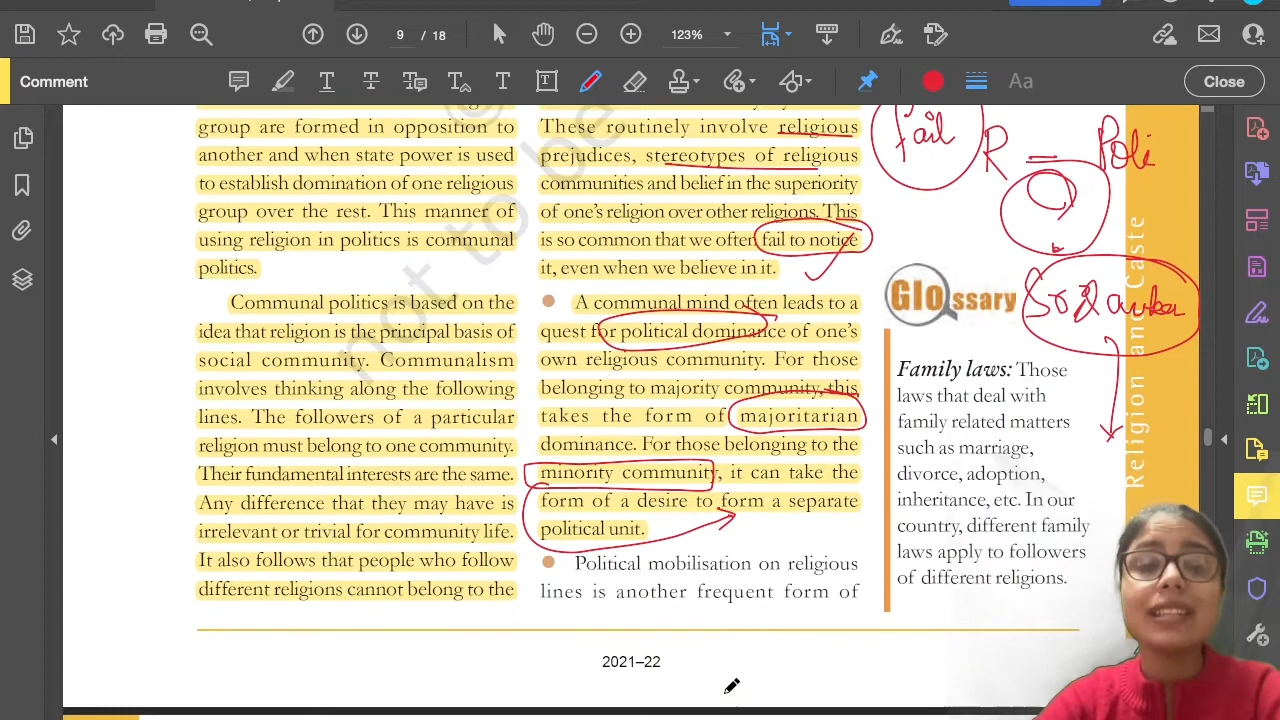 9 / 18
123%
Aa
Comment
Close
group are formed in opposition to
another and when state power is used
to establish domination of one religious
group over the rest. This manner of
using religion in politics is communal
politics.
Communal politics is based on the
idea that religion is the principal basis of
social community. Communalism
involves thinking along the following
lines. The followers of a particular
religion must belong to one community.
Their fundamental interests are the same.
Any difference that they may have is
irrelevant or trivial for community life.
It also follows that people who follow
different religions cannot belong to the
These routinely involve religious
prejudices, stereotypes of religious
communities and belief in the superiority
of one's religion over other religions. This
is so common that we often fail to notice
it, even when we believe in it.
A communal mind often leads to a
quest for political dominance of one's
own religious community. For those
belonging to majority community, this
takes the form of majoritarian
dominance. For those belonging to the
minority community, it can take the
form of a desire to form a separate
political unit.
Political mobilisation on religious
lines is another frequent form of
fail
R = Poli
Glossary
Family laws: Those
laws that deal with
family related matters
such as marriage,
divorce, adoption,
inheritance, etc. In our
country, different family
laws apply to followers
of different religions.
Religion and Caste
not to be
2021–22